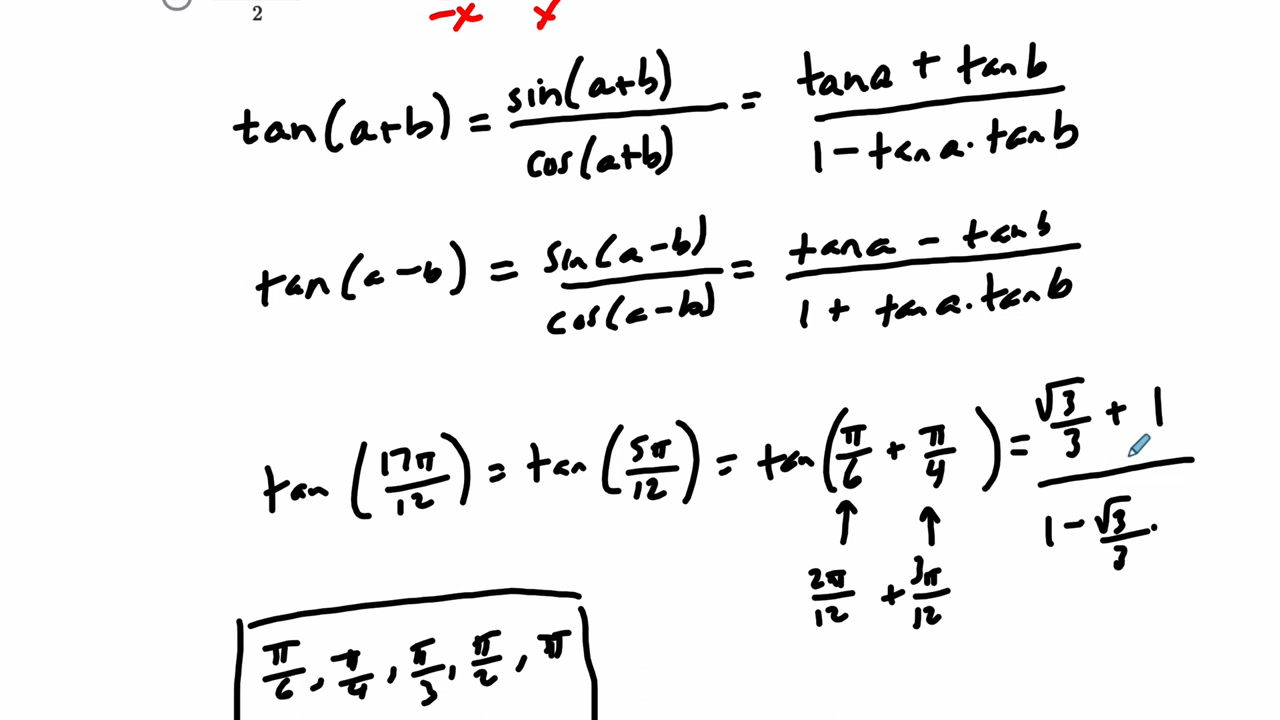 2
-x x
tan(a+b) = sin(a+b)/cos(a+b) = (tan a + tan b)/(1 - tan a · tan b)
tan(a-b) = sin(a-b)/cos(a-b) = (tan a - tan b)/(1 + tan a · tan b)
tan(17π/12) = tan(5π/12) = tan(π/6 + π/4) = (√3/3 + 1)/(1 - √3/3 ·
↑ ↑
2π/12 + 3π/12
π/6, π/4, π/3, π/2, π